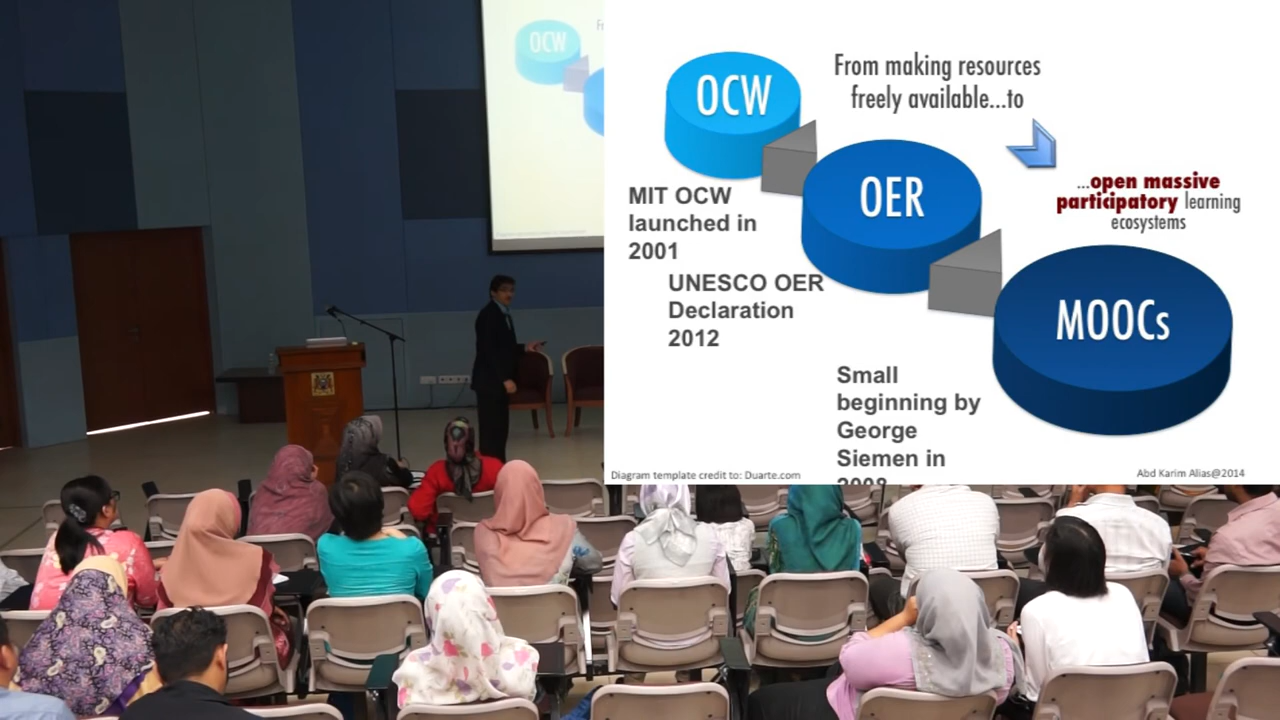 OCW
Fr
OCW
From making resources
freely available...to
...open massive
participatory learning
ecosystems
MIT OCW
launched in
2001
OER
UNESCO OER
Declaration
2012
MOOCs
Small
beginning by
George
Siemen in
Diagram template credit to: Duarte.com
Abd Karim Alias@2014